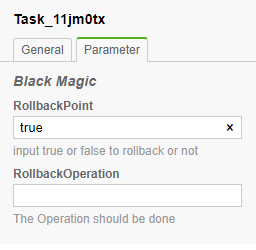 Task_11jm0tx
General Parameter
Black Magic
RollbackPoint
true ×
input true or false to rollback or not
RollbackOperation
The Operation should be done